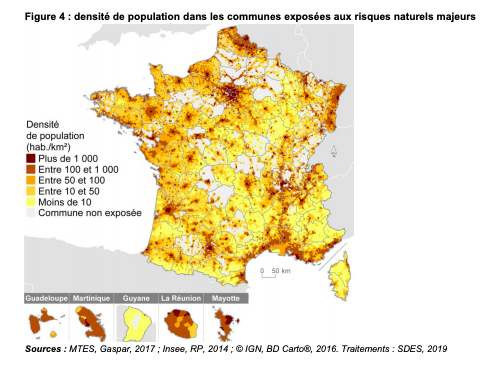 Figure 4 : densité de population dans les communes exposées aux risques naturels majeurs
Densité
de population
(hab./km²)
Plus de 1 000
Entre 100 et 1 000
Entre 50 et 100
Entre 10 et 50
Moins de 10
Commune non exposée
0 50 km
Guadeloupe Martinique Guyane La Réunion Mayotte
Sources : MTES, Gaspar, 2017 ; Insee, RP, 2014 ; © IGN, BD Carto®, 2016. Traitements : SDES, 2019